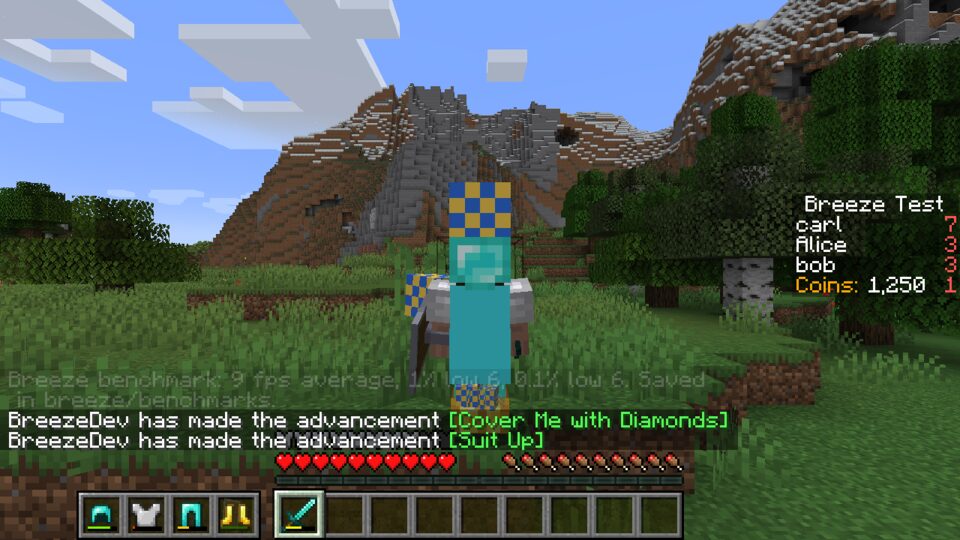 Breeze Test
carl 7
Alice 3
bob 3
Coins: 1,250 1
Breeze benchmark: 9 fps average, 1% low 6, 0.1% low 6. Saved
in breeze/benchmarks.
BreezeDev has made the advancement [Cover Me with Diamonds]
BreezeDev has made the advancement [Suit Up]